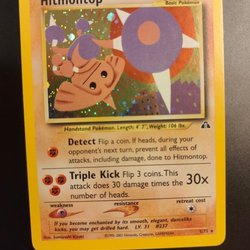 Hitmontop
Basic Pokémon
Handstand Pokémon. Length: 4' 7", Weight: 106 lbs.
Detect Flip a coin. If heads, during your
opponent's next turn, prevent all effects of
attacks, including damage, done to Hitmontop.
Triple Kick Flip 3 coins. This
attack does 30 damage times the
number of heads.
30x
weakness
resistance
retreat cost
If you become enchanted by its smooth, elegant, dancelike
kicks, you may get drilled hard. LV. 31 #237